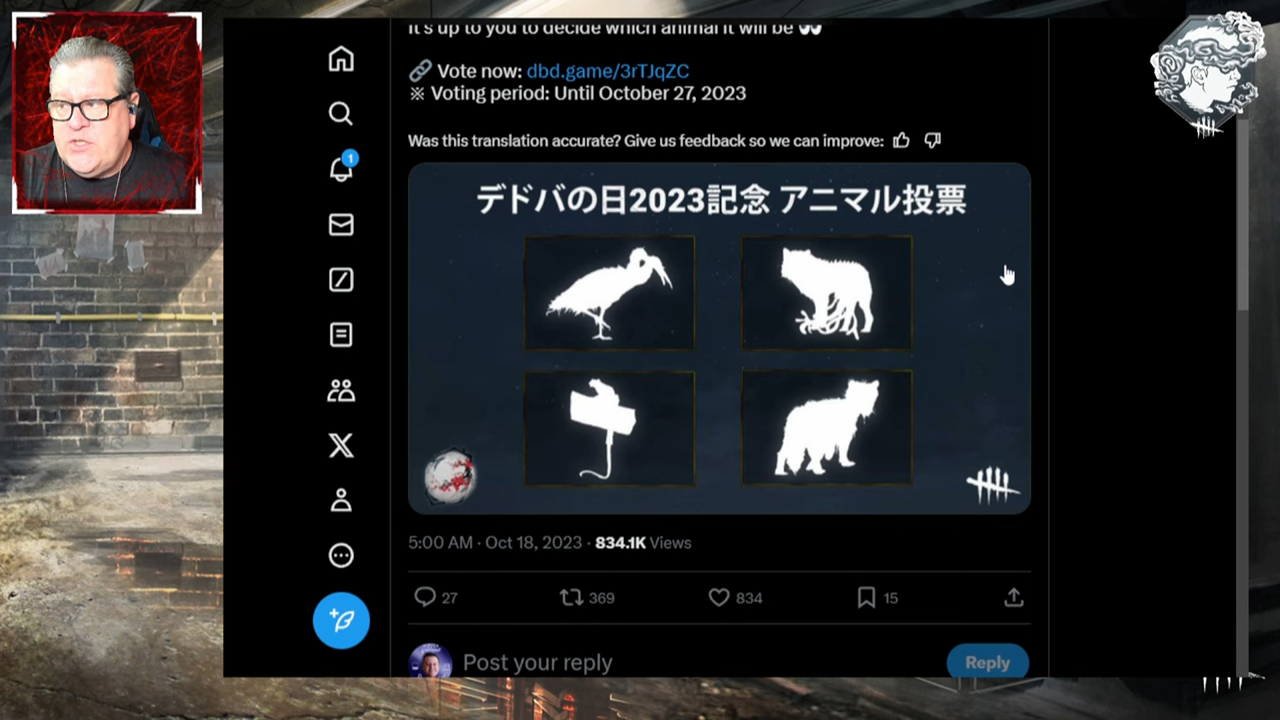 It's up to you to decide which animal it will be 👀
🔗 Vote now: dbd.game/3rTJqZC
※ Voting period: Until October 27, 2023
Was this translation accurate? Give us feedback so we can improve:
デドバの日2023記念 アニマル投票
5:00 AM · Oct 18, 2023 · 834.1K Views
27 369 834 15
Post your reply
Reply
1